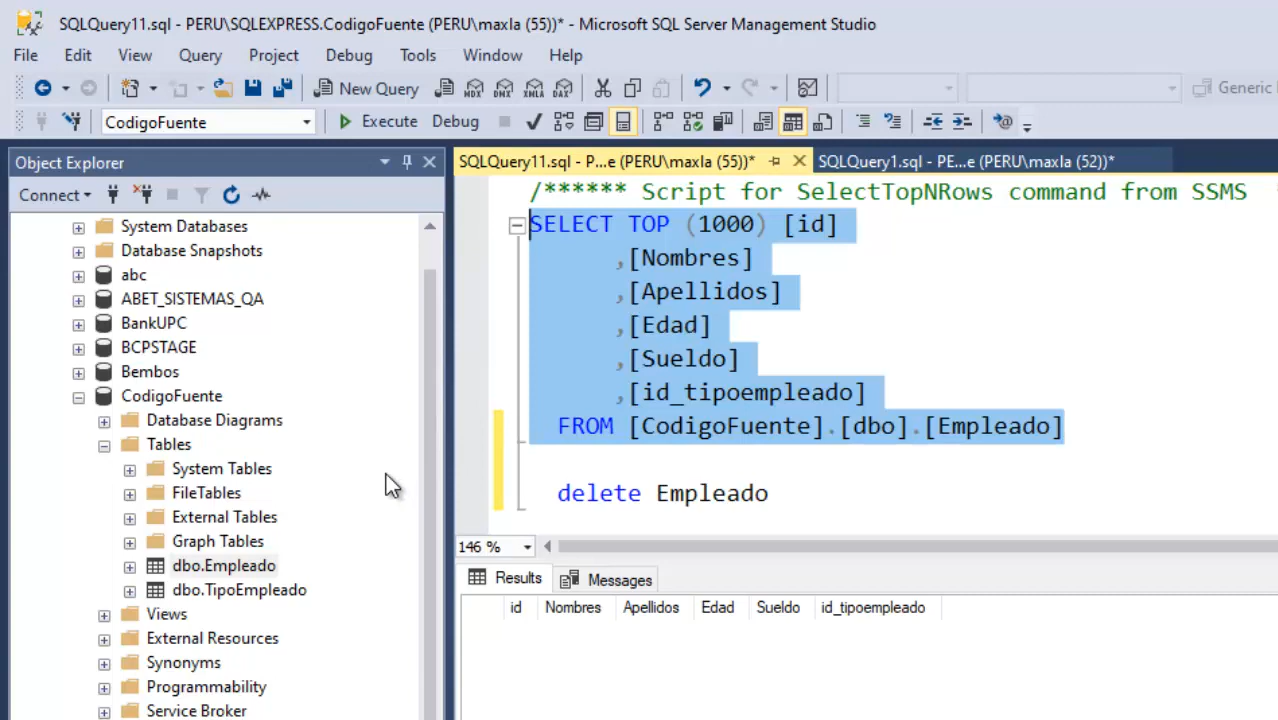 SQLQuery11.sql - PERU\SQLEXPRESS.CodigoFuente (PERU\maxla (55))* - Microsoft SQL Server Management Studio
File Edit View Query Project Debug Tools Window Help
New Query MDX DMX XMLA DAX Generic
CodigoFuente Execute Debug
Object Explorer
Connect
System Databases
Database Snapshots
abc
ABET_SISTEMAS_QA
BankUPC
BCPSTAGE
Bembos
CodigoFuente
Database Diagrams
Tables
System Tables
FileTables
External Tables
Graph Tables
dbo.Empleado
dbo.TipoEmpleado
Views
External Resources
Synonyms
Programmability
Service Broker
SQLQuery11.sql - P...e (PERU\maxla (55))* SQLQuery1.sql - PE...e (PERU\maxla (52))*
/****** Script for SelectTopNRows command from SSMS
SELECT TOP (1000) [id]
,[Nombres]
,[Apellidos]
,[Edad]
,[Sueldo]
,[id_tipoempleado]
FROM [CodigoFuente].[dbo].[Empleado]
delete Empleado
146 %
Results Messages
id Nombres Apellidos Edad Sueldo id_tipoempleado